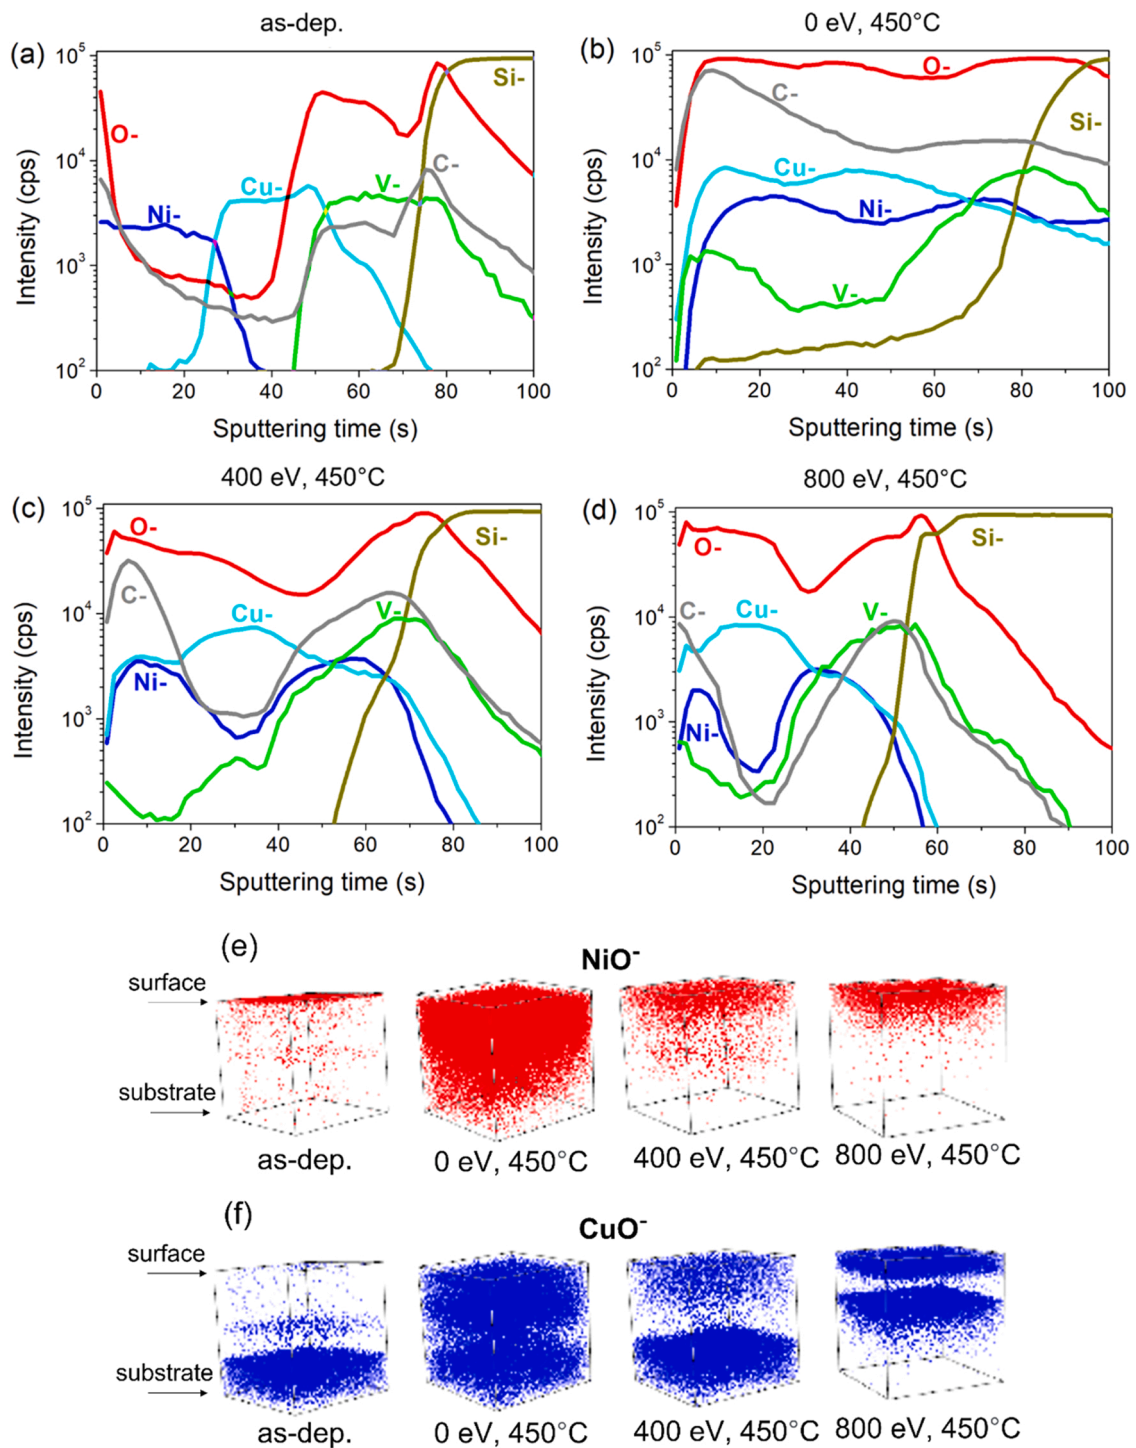 as-dep.
0 eV, 450°C
(a)
(b)
10⁵
10⁴
10³
10²
Intensity (cps)
O-
Ni-
Cu-
V-
C-
Si-
0
20
40
60
80
100
Sputtering time (s)
10⁵
10⁴
10³
10²
Intensity (cps)
O-
C-
Si-
Cu-
Ni-
V-
0
20
40
60
80
100
Sputtering time (s)
400 eV, 450°C
800 eV, 450°C
(c)
(d)
10⁵
10⁴
10³
10²
Intensity (cps)
O-
Si-
C-
Cu-
V-
Ni-
0
20
40
60
80
100
Sputtering time (s)
10⁵
10⁴
10³
10²
Intensity (cps)
O-
Si-
C-
Cu-
V-
Ni-
0
20
40
60
80
100
Sputtering time (s)
(e)
NiO⁻
surface
substrate
as-dep.
0 eV, 450°C
400 eV, 450°C
800 eV, 450°C
(f)
CuO⁻
surface
substrate
as-dep.
0 eV, 450°C
400 eV, 450°C
800 eV, 450°C